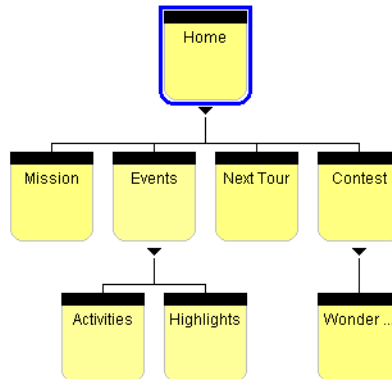 Home
Mission
Events
Next Tour
Contest
Activities
Highlights
Wonder ...